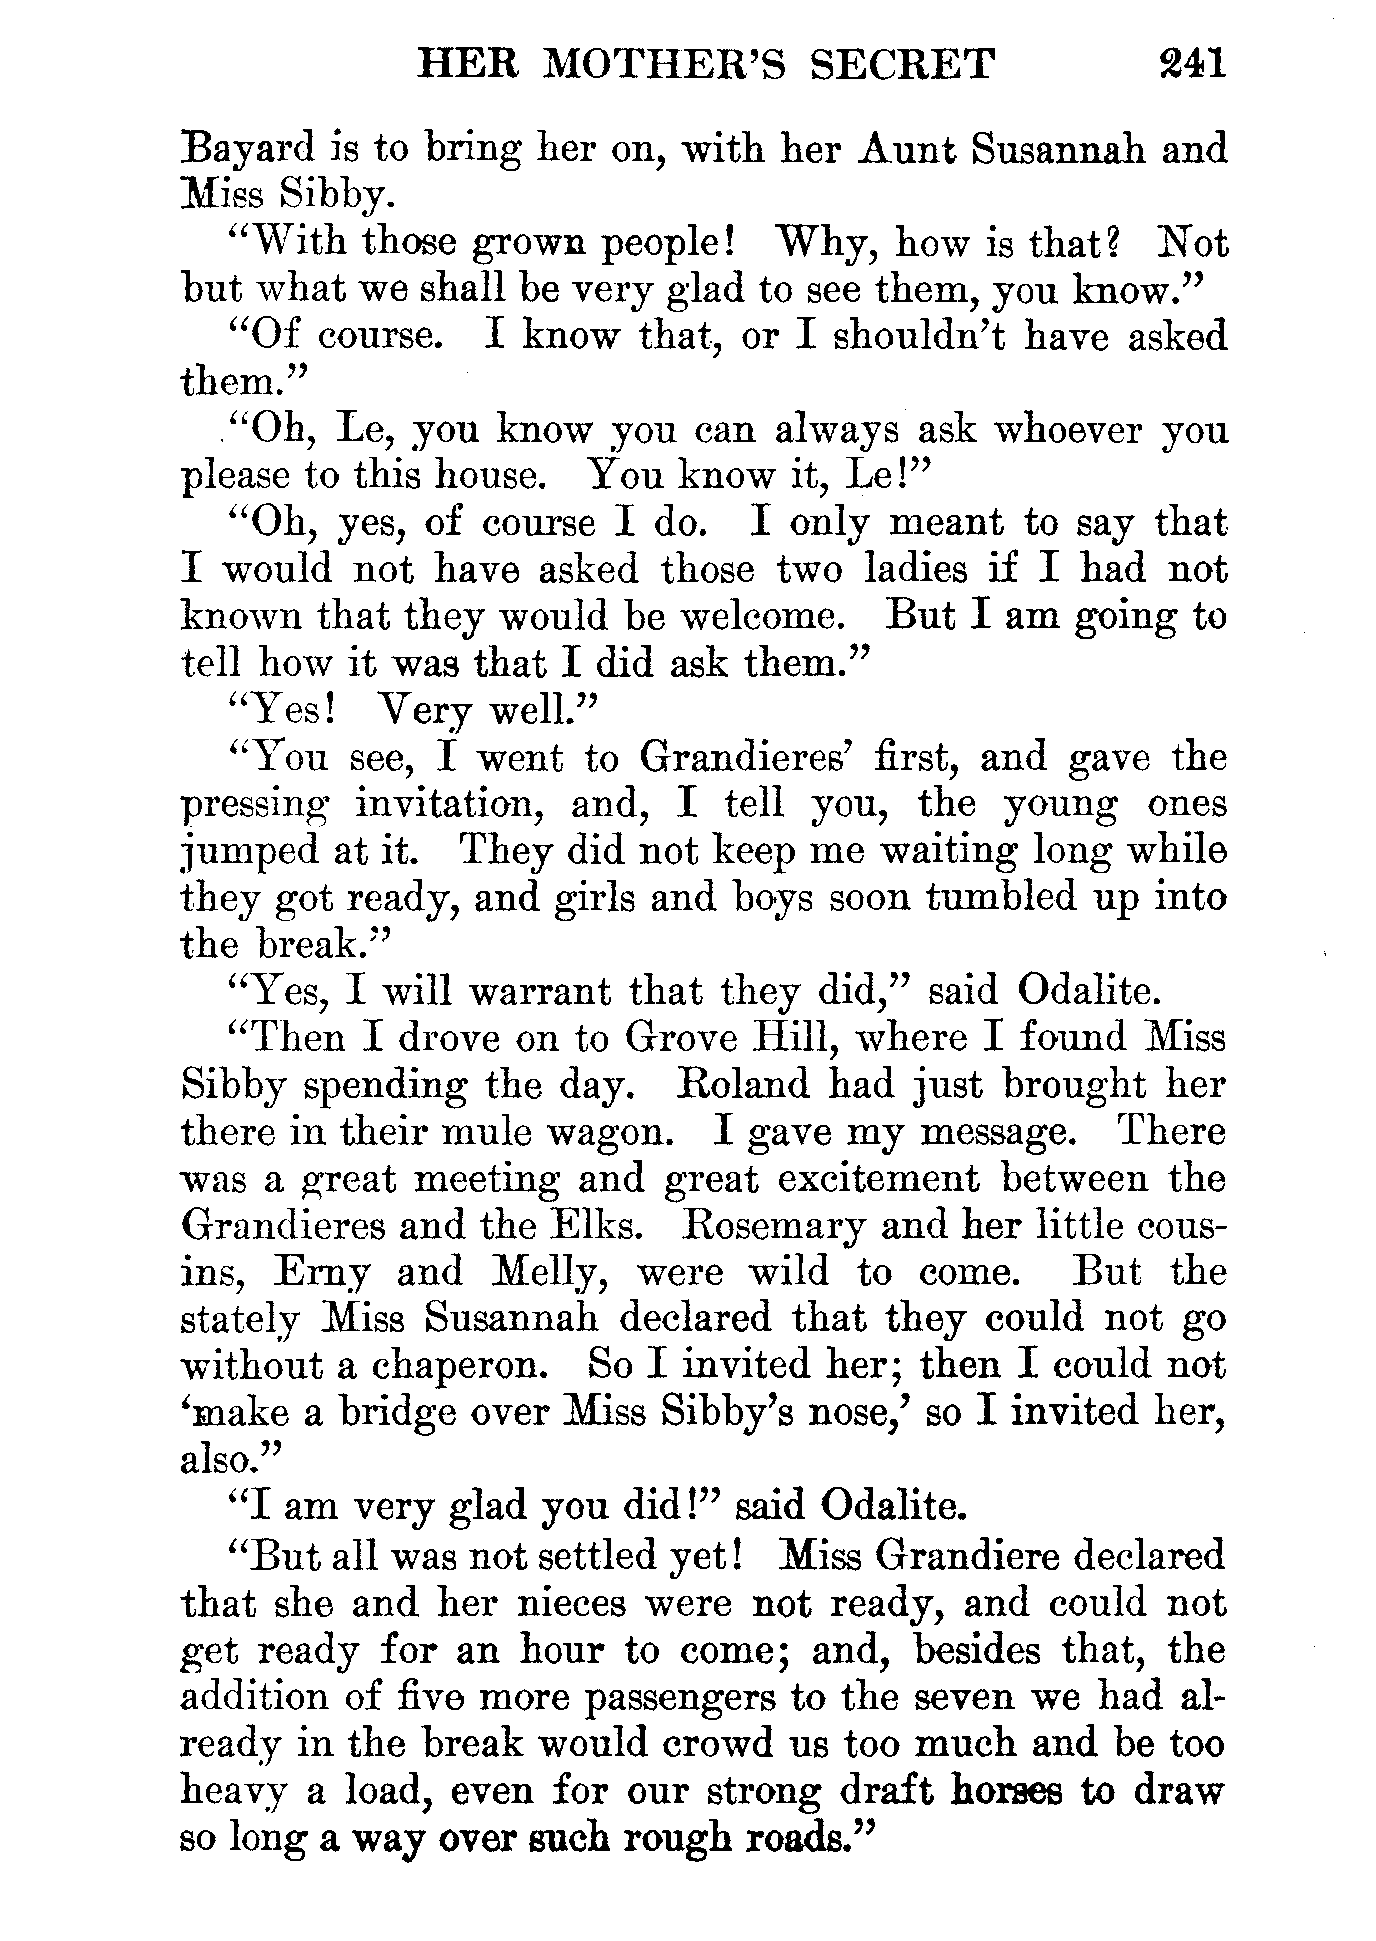 HER MOTHER'S SECRET 241
Bayard is to bring her on, with her Aunt Susannah and
Miss Sibby.
“With those grown people! Why, how is that? Not
but what we shall be very glad to see them, you know.”
“Of course. I know that, or I shouldn't have asked
them.”
“Oh, Le, you know you can always ask whoever you
please to this house. You know it, Le!”
“Oh, yes, of course I do. I only meant to say that
I would not have asked those two ladies if I had not
known that they would be welcome. But I am going to
tell how it was that I did ask them.”
“Yes! Very well.”
“You see, I went to Grandieres' first, and gave the
pressing invitation, and, I tell you, the young ones
jumped at it. They did not keep me waiting long while
they got ready, and girls and boys soon tumbled up into
the break.”
“Yes, I will warrant that they did,” said Odalite.
“Then I drove on to Grove Hill, where I found Miss
Sibby spending the day. Roland had just brought her
there in their mule wagon. I gave my message. There
was a great meeting and great excitement between the
Grandieres and the Elks. Rosemary and her little cous-
ins, Erny and Melly, were wild to come. But the
stately Miss Susannah declared that they could not go
without a chaperon. So I invited her; then I could not
‘make a bridge over Miss Sibby's nose,’ so I invited her,
also.”
“I am very glad you did!” said Odalite.
“But all was not settled yet! Miss Grandiere declared
that she and her nieces were not ready, and could not
get ready for an hour to come; and, besides that, the
addition of five more passengers to the seven we had al-
ready in the break would crowd us too much and be too
heavy a load, even for our strong draft horses to draw
so long a way over such rough roads.”